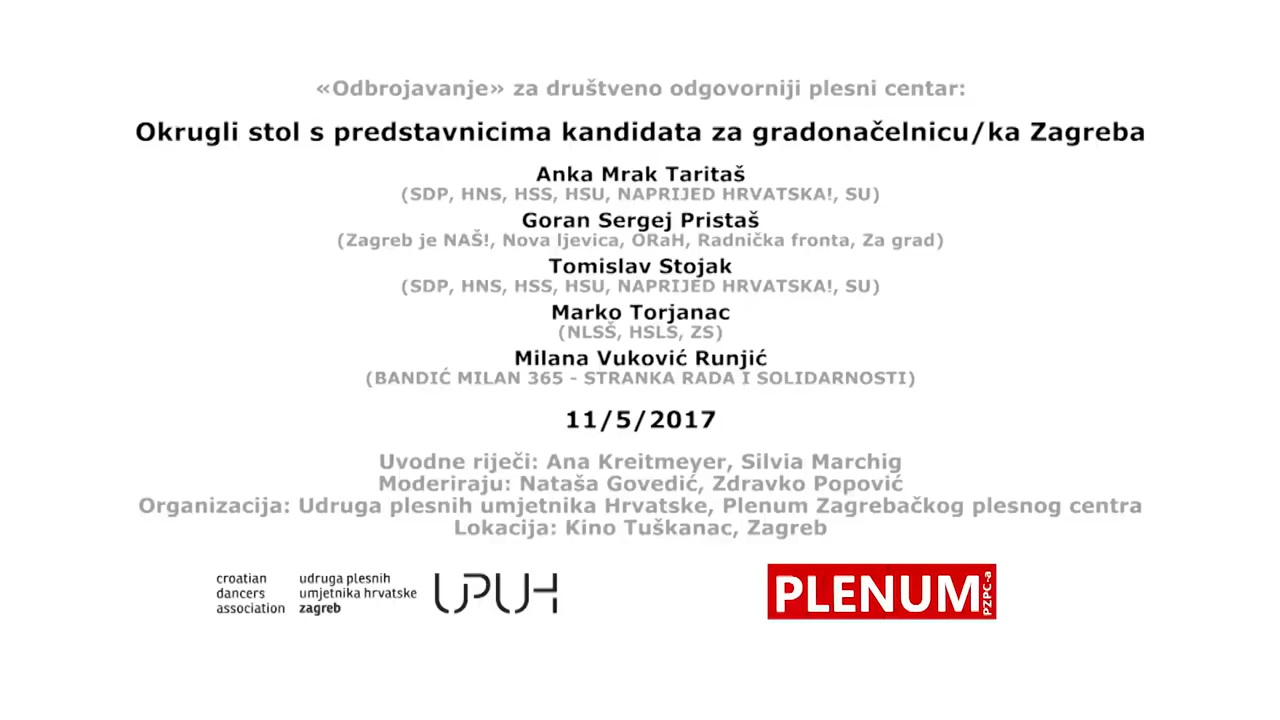 «Odbrojavanje» za društveno odgovorniji plesni centar:
Okrugli stol s predstavnicima kandidata za gradonačelnicu/ka Zagreba
Anka Mrak Taritaš
(SDP, HNS, HSS, HSU, NAPRIJED HRVATSKA!, SU)
Goran Sergej Pristaš
(Zagreb je NAŠ!, Nova ljevica, ORaH, Radnička fronta, Za grad)
Tomislav Stojak
(SDP, HNS, HSS, HSU, NAPRIJED HRVATSKA!, SU)
Marko Torjanac
(NLSŠ, HSLS, ZS)
Milana Vuković Runjić
(BANDIĆ MILAN 365 - STRANKA RADA I SOLIDARNOSTI)
11/5/2017
Uvodne riječi: Ana Kreitmeyer, Silvia Marchig
Moderiraju: Nataša Govedić, Zdravko Popović
Organizacija: Udruga plesnih umjetnika Hrvatske, Plenum Zagrebačkog plesnog centra
Lokacija: Kino Tuškanac, Zagreb
croatian
dancers
association
udruga plesnih
umjetnika hrvatske
zagreb
UPUH
PLENUM
PZPC-a